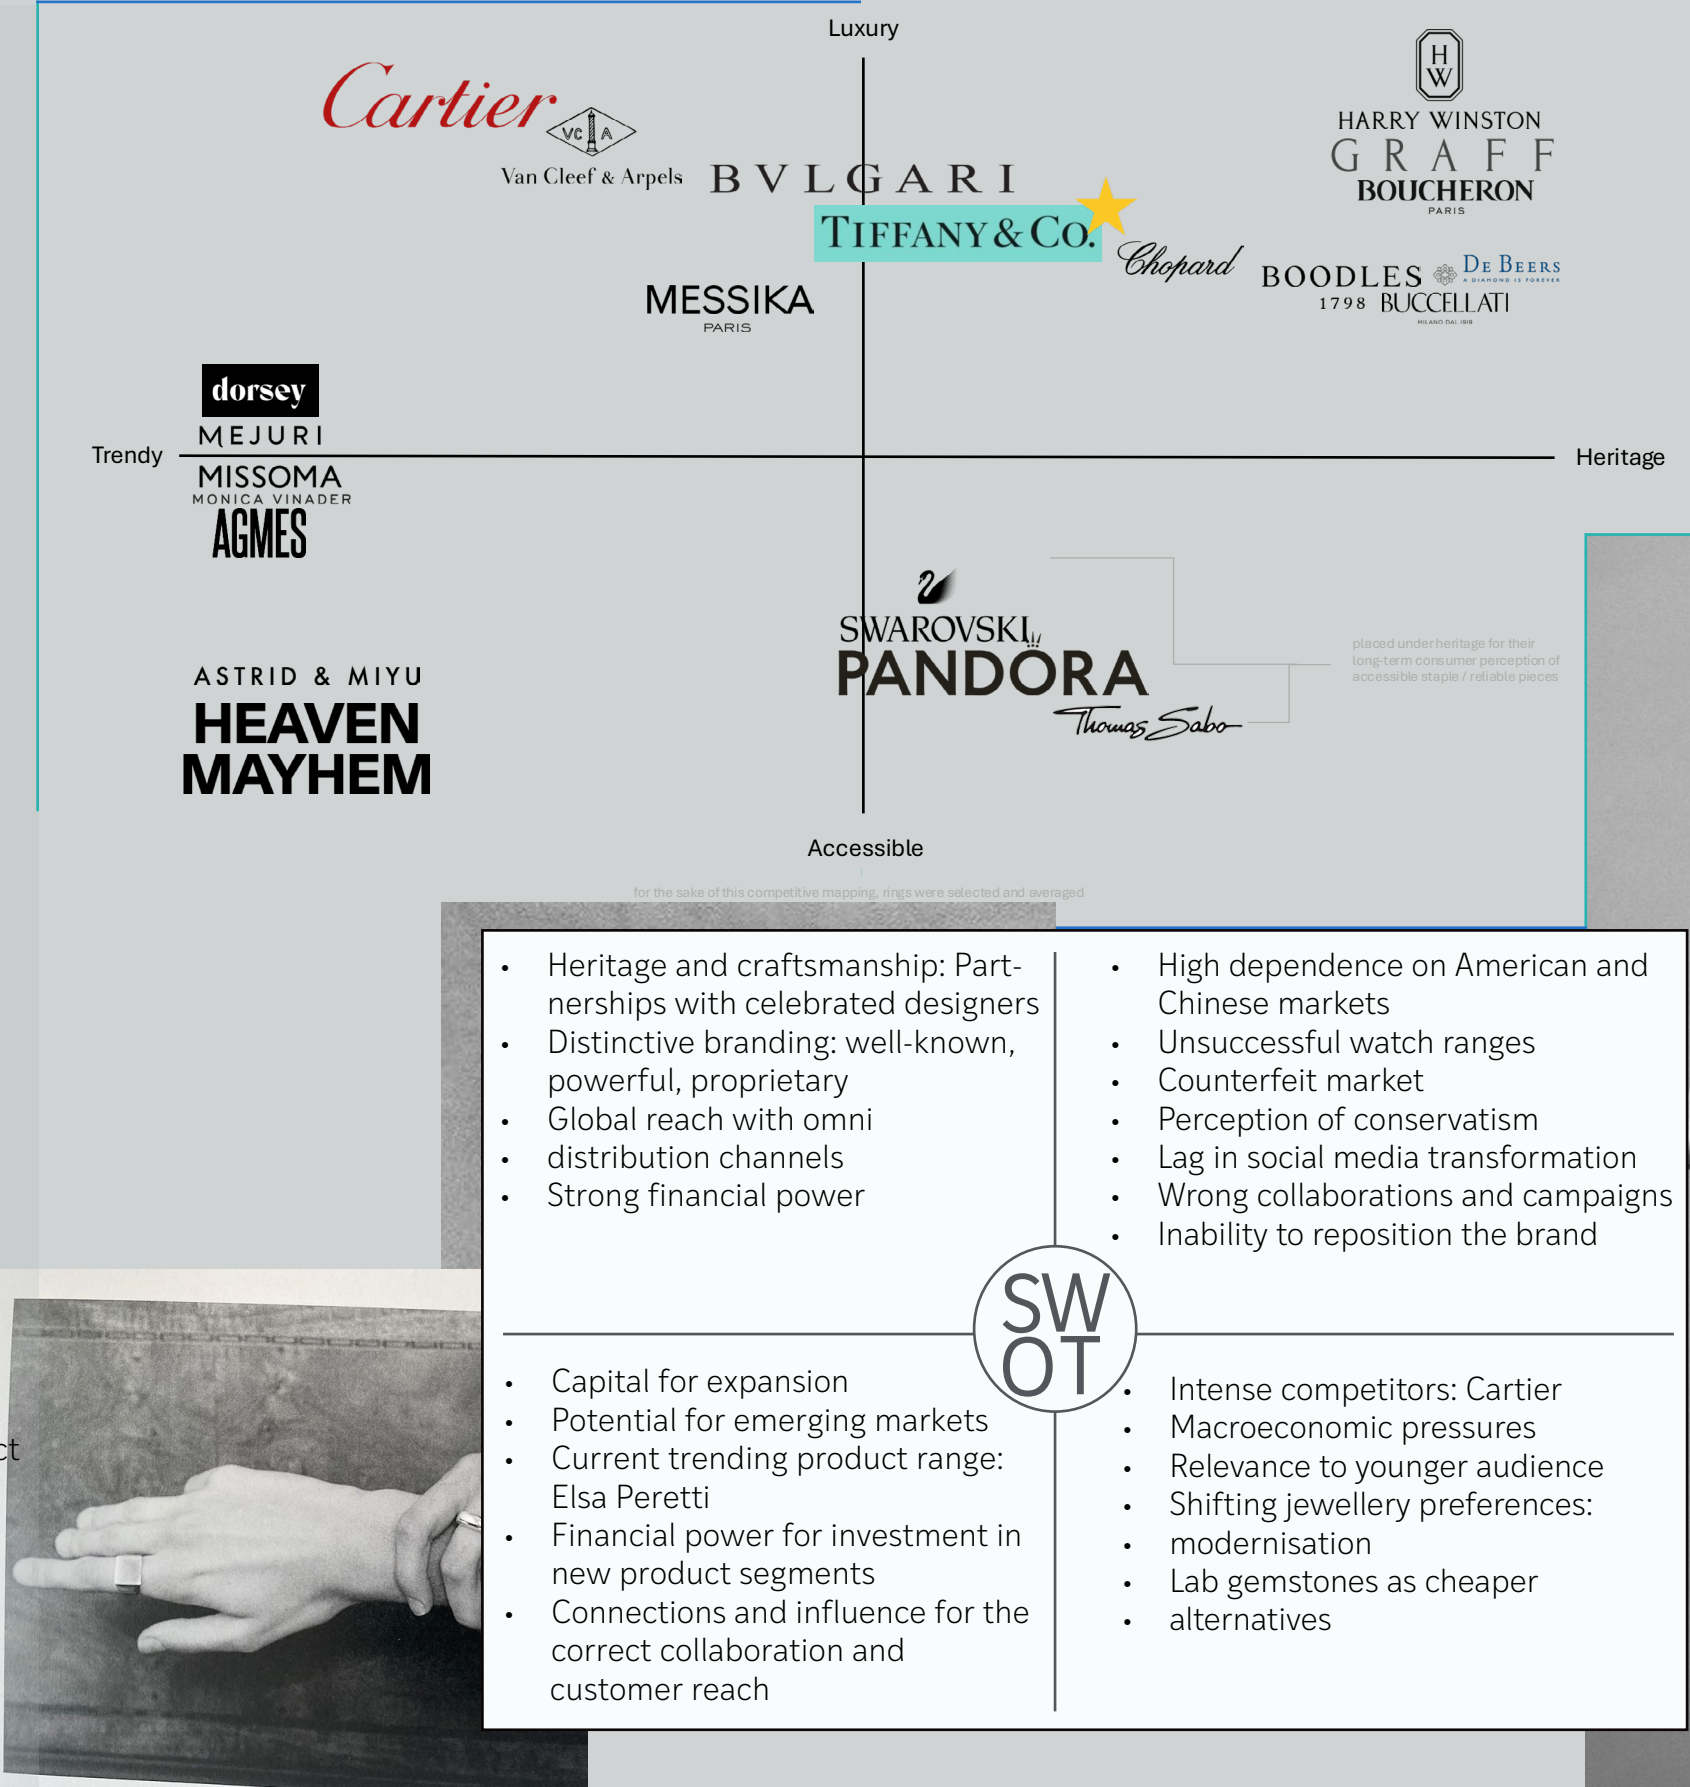 Luxury
Cartier
VC A
Van Cleef & Arpels
BVLGARI
TIFFANY & CO.
H
W
HARRY WINSTON
GRAFF
BOUCHERON
PARIS
Chopard
BOODLES
1798
DE BEERS
A DIAMOND IS FOREVER
BUCCELLATI
MILANO DAL 1919
MESSIKA
PARIS
dorsey
MEJURI
Trendy
Heritage
MISSOMA
MONICA VINADER
AGMES
SWAROVSKI
PANDORA
Thomas Sabo
placed under heritage for their
long-term consumer perception of
accessible staple / reliable pieces
ASTRID & MIYU
HEAVEN
MAYHEM
Accessible
for the sake of this competitive mapping, rings were selected and averaged
• Heritage and craftsmanship: Part-
nerships with celebrated designers
• Distinctive branding: well-known,
powerful, proprietary
• Global reach with omni
• distribution channels
• Strong financial power
• High dependence on American and
Chinese markets
• Unsuccessful watch ranges
• Counterfeit market
• Perception of conservatism
• Lag in social media transformation
• Wrong collaborations and campaigns
• Inability to reposition the brand
SW
OT
• Capital for expansion
• Potential for emerging markets
• Current trending product range:
Elsa Peretti
• Financial power for investment in
new product segments
• Connections and influence for the
correct collaboration and
customer reach
• Intense competitors: Cartier
• Macroeconomic pressures
• Relevance to younger audience
• Shifting jewellery preferences:
• modernisation
• Lab gemstones as cheaper
• alternatives
ct